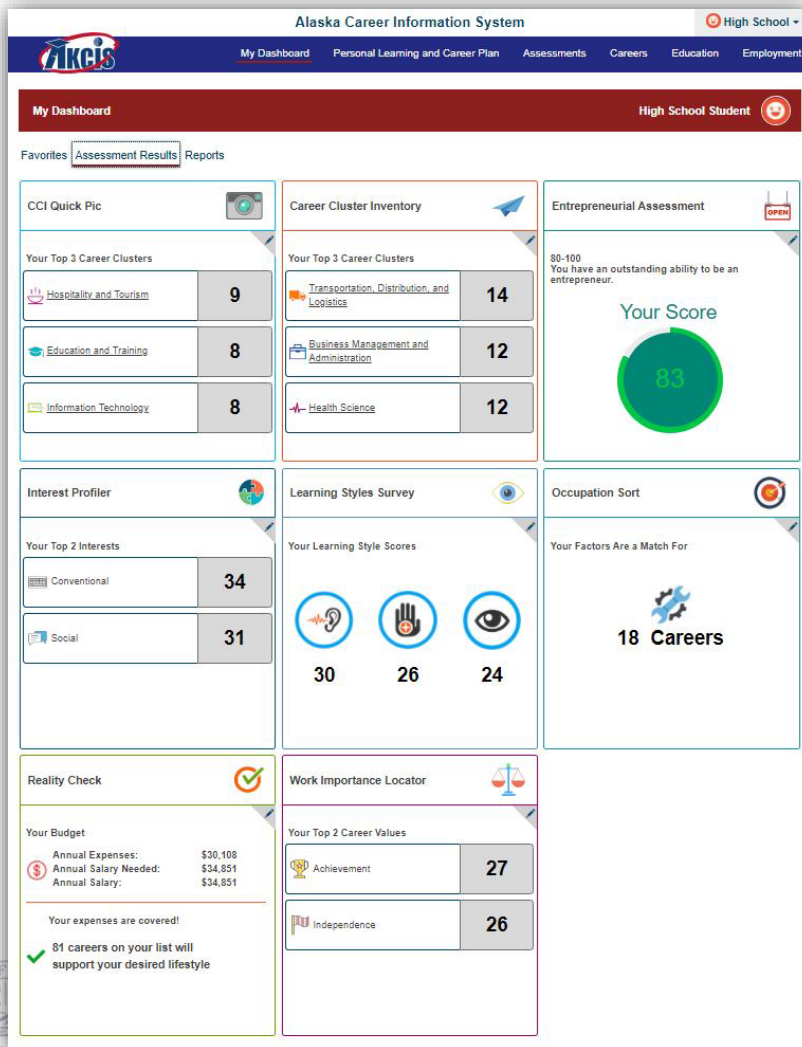 Alaska Career Information System
High School
AKCIS
My Dashboard Personal Learning and Career Plan Assessments Careers Education Employment
My Dashboard High School Student
Favorites Assessment Results Reports
CCI Quick Pic
Your Top 3 Career Clusters
Hospitality and Tourism 9
Education and Training 8
Information Technology 8
Career Cluster Inventory
Your Top 3 Career Clusters
Transportation, Distribution, and
Logistics 14
Business Management and
Administration 12
Health Science 12
Entrepreneurial Assessment
OPEN
80-100
You have an outstanding ability to be an
entrepreneur.
Your Score
83
Interest Profiler
Your Top 2 Interests
Conventional 34
Social 31
Learning Styles Survey
Your Learning Style Scores
30 26 24
Occupation Sort
Your Factors Are a Match For
18 Careers
Reality Check
Your Budget
Annual Expenses: $30,108
Annual Salary Needed: $34,851
Annual Salary: $34,851
Your expenses are covered!
81 careers on your list will
support your desired lifestyle
Work Importance Locator
Your Top 2 Career Values
Achievement 27
Independence 26